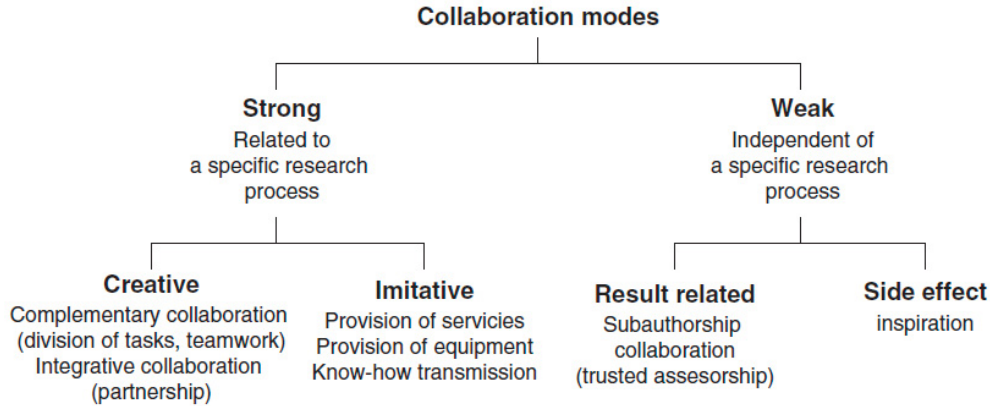 Collaboration modes
Strong
Related to
a specific research
process
Weak
Independent of
a specific research
process
Creative
Complementary collaboration
(division of tasks, teamwork)
Integrative collaboration
(partnership)
Imitative
Provision of servicies
Provision of equipment
Know-how transmission
Result related
Subauthorship
collaboration
(trusted assesorship)
Side effect
inspiration